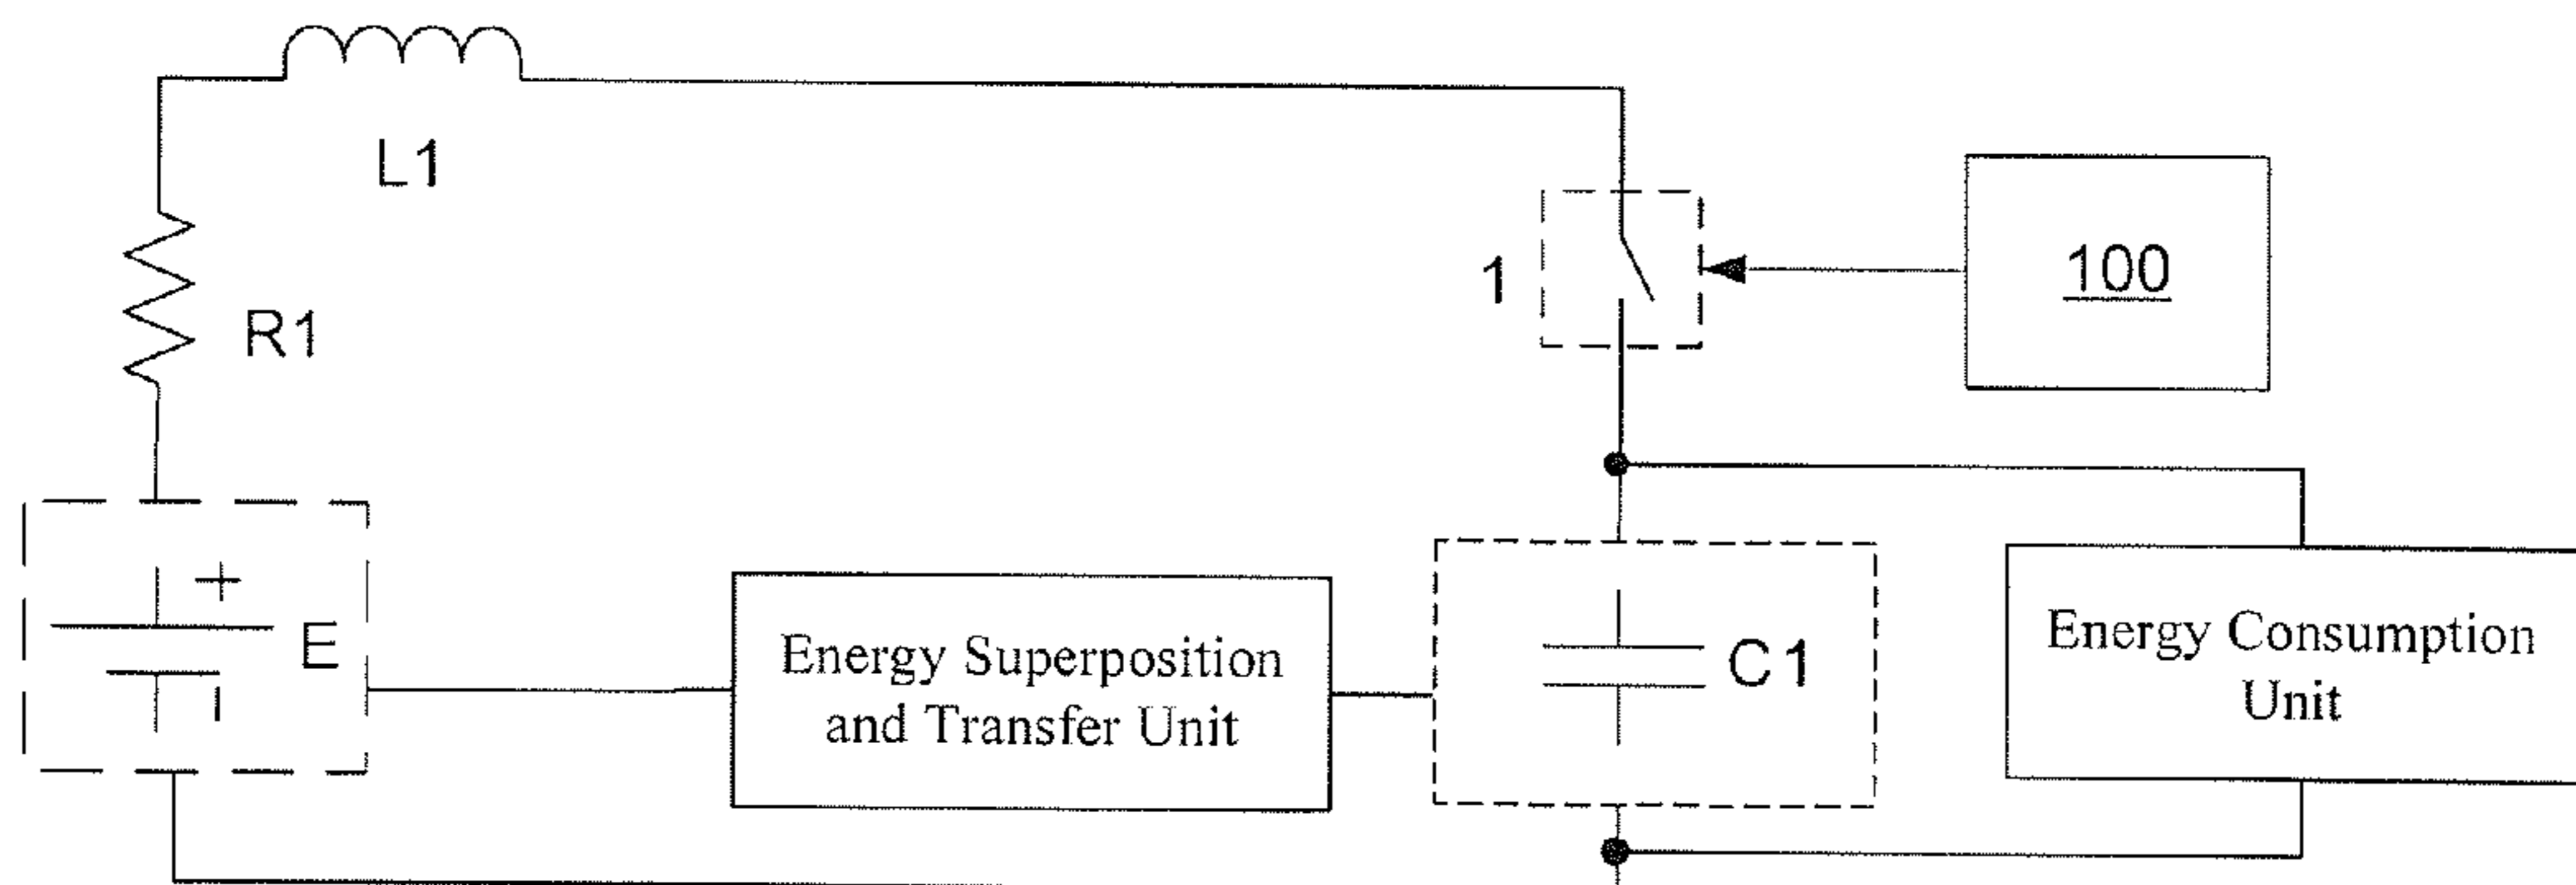 L1
R1
1
100
+
E
Energy Superposition
and Transfer Unit
C1
Energy Consumption
Unit